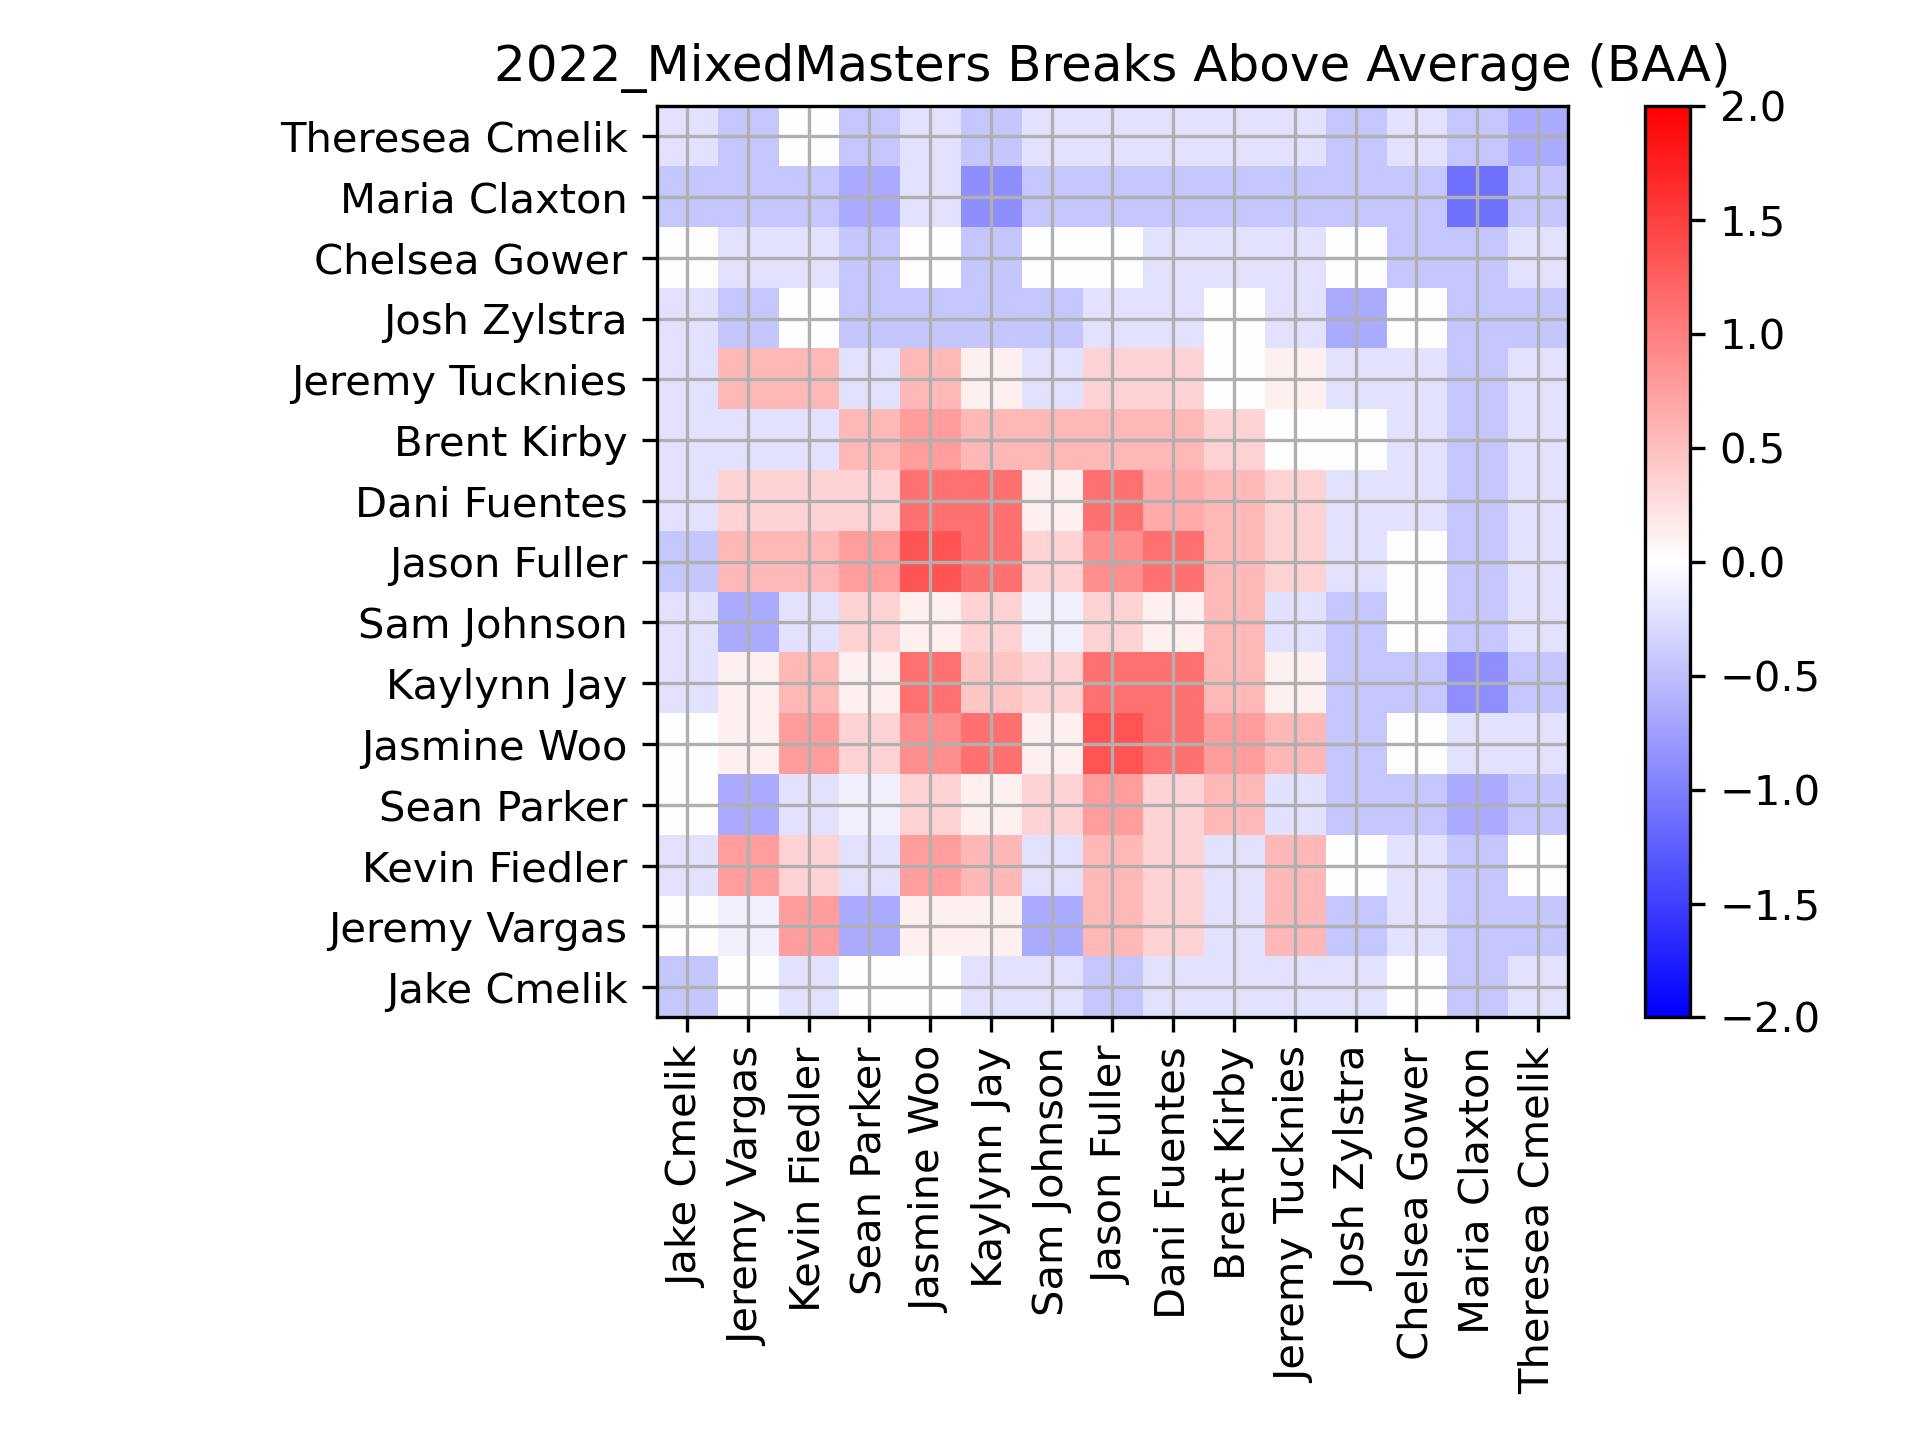 2022_MixedMasters Breaks Above Average (BAA)
Theresea Cmelik
Maria Claxton
Chelsea Gower
Josh Zylstra
Jeremy Tucknies
Brent Kirby
Dani Fuentes
Jason Fuller
Sam Johnson
Kaylynn Jay
Jasmine Woo
Sean Parker
Kevin Fiedler
Jeremy Vargas
Jake Cmelik
Jake Cmelik
Jeremy Vargas
Kevin Fiedler
Sean Parker
Jasmine Woo
Kaylynn Jay
Sam Johnson
Jason Fuller
Dani Fuentes
Brent Kirby
Jeremy Tucknies
Josh Zylstra
Chelsea Gower
Maria Claxton
Theresea Cmelik
2.0
1.5
1.0
0.5
0.0
−0.5
−1.0
−1.5
−2.0